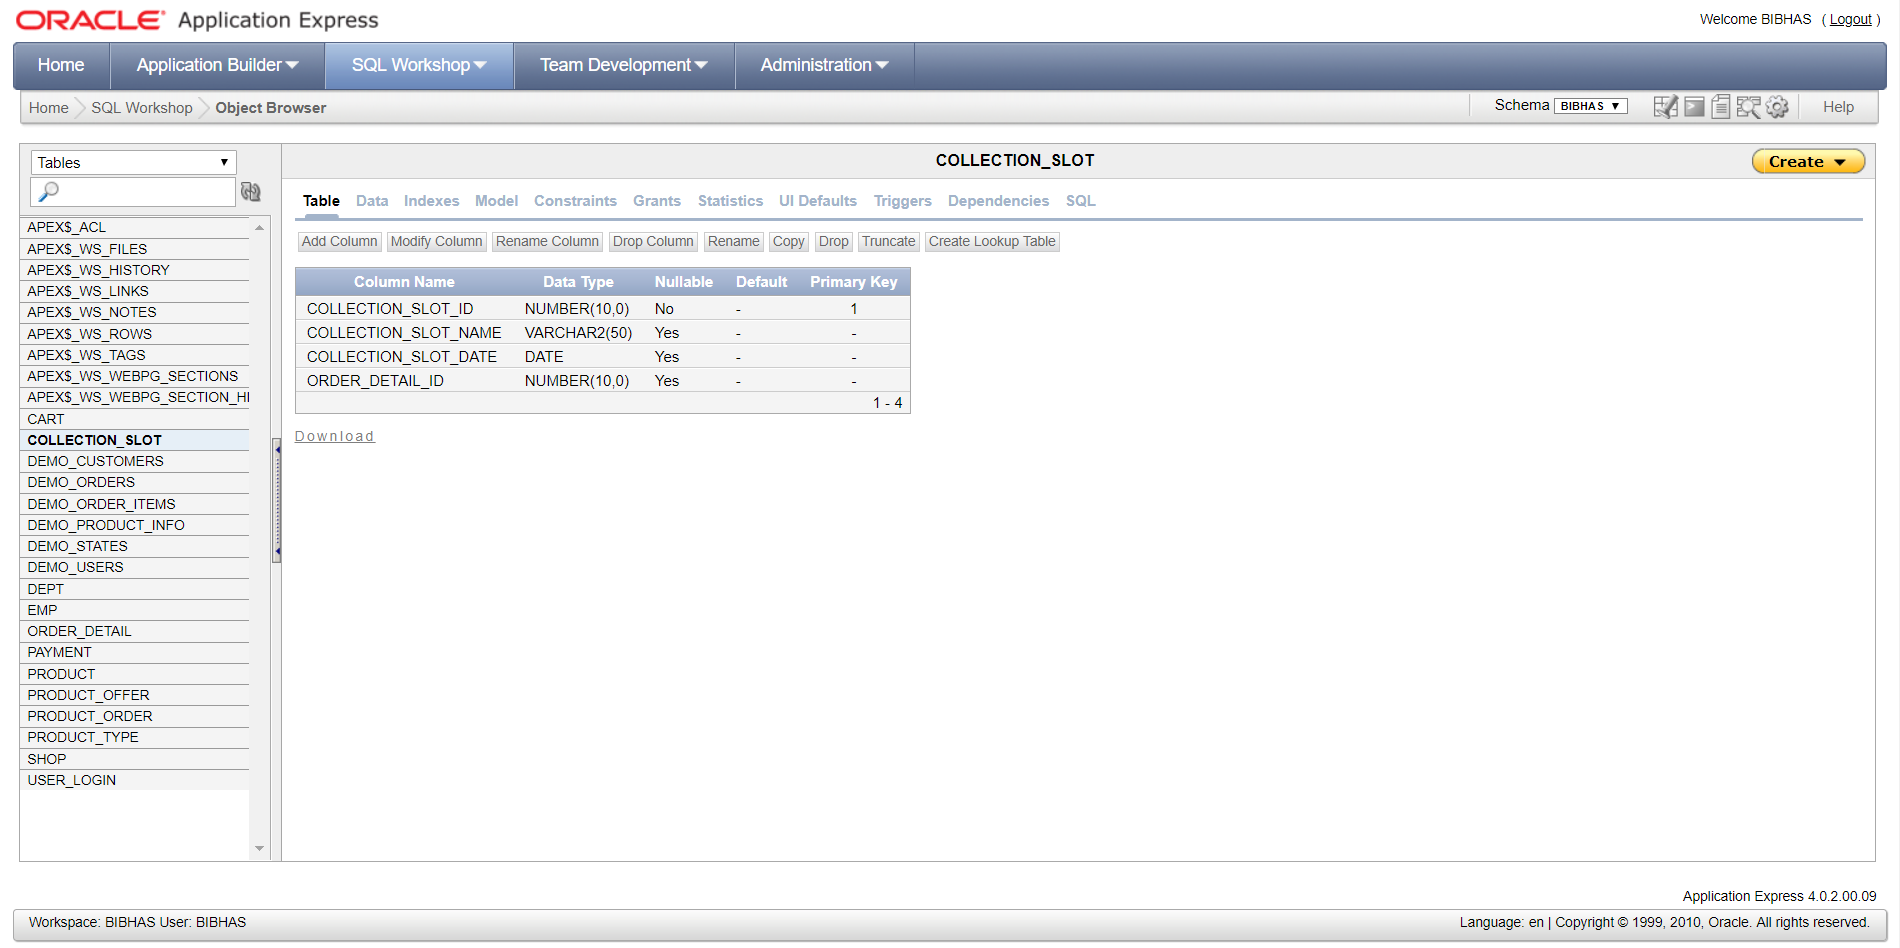 ORACLE Application Express
Welcome BIBHAS ( Logout )
Home Application Builder SQL Workshop Team Development Administration
Home SQL Workshop Object Browser
Schema BIBHAS Help
Tables
COLLECTION_SLOT
Create
Table Data Indexes Model Constraints Grants Statistics UI Defaults Triggers Dependencies SQL
Add Column Modify Column Rename Column Drop Column Rename Copy Drop Truncate Create Lookup Table
Column Name Data Type Nullable Default Primary Key
COLLECTION_SLOT_ID NUMBER(10,0) No - 1
COLLECTION_SLOT_NAME VARCHAR2(50) Yes - -
COLLECTION_SLOT_DATE DATE Yes - -
ORDER_DETAIL_ID NUMBER(10,0) Yes - -
1 - 4
Download
APEX$_ACL
APEX$_WS_FILES
APEX$_WS_HISTORY
APEX$_WS_LINKS
APEX$_WS_NOTES
APEX$_WS_ROWS
APEX$_WS_TAGS
APEX$_WS_WEBPG_SECTIONS
APEX$_WS_WEBPG_SECTION_HI
CART
COLLECTION_SLOT
DEMO_CUSTOMERS
DEMO_ORDERS
DEMO_ORDER_ITEMS
DEMO_PRODUCT_INFO
DEMO_STATES
DEMO_USERS
DEPT
EMP
ORDER_DETAIL
PAYMENT
PRODUCT
PRODUCT_OFFER
PRODUCT_ORDER
PRODUCT_TYPE
SHOP
USER_LOGIN
Application Express 4.0.2.00.09
Workspace: BIBHAS User: BIBHAS
Language: en | Copyright © 1999, 2010, Oracle. All rights reserved.